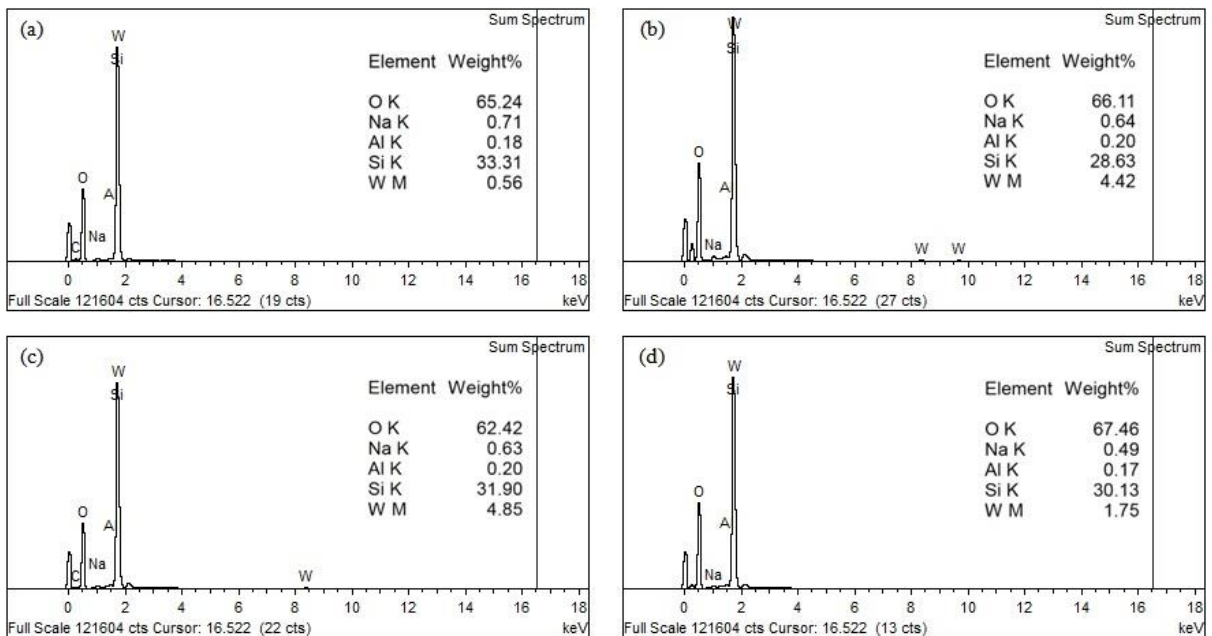 (a)
Sum Spectrum
W
Si
Element Weight%
O K 65.24
Na K 0.71
Al K 0.18
Si K 33.31
W M 0.56
O
A
C
Na
0 2 4 6 8 10 12 14 16 18
Full Scale 121604 cts Cursor: 16.522 (19 cts)
keV
(b)
Sum Spectrum
W
Si
Element Weight%
O K 66.11
Na K 0.64
Al K 0.20
Si K 28.63
W M 4.42
O
A
Na
W W
0 2 4 6 8 10 12 14 16 18
Full Scale 121604 cts Cursor: 16.522 (27 cts)
keV
(c)
Sum Spectrum
W
Si
Element Weight%
O K 62.42
Na K 0.63
Al K 0.20
Si K 31.90
W M 4.85
O
A
C
Na
W
0 2 4 6 8 10 12 14 16 18
Full Scale 121604 cts Cursor: 16.522 (22 cts)
keV
(d)
Sum Spectrum
W
Si
Element Weight%
O K 67.46
Na K 0.49
Al K 0.17
Si K 30.13
W M 1.75
O
A
Na
0 2 4 6 8 10 12 14 16 18
Full Scale 121604 cts Cursor: 16.522 (13 cts)
keV